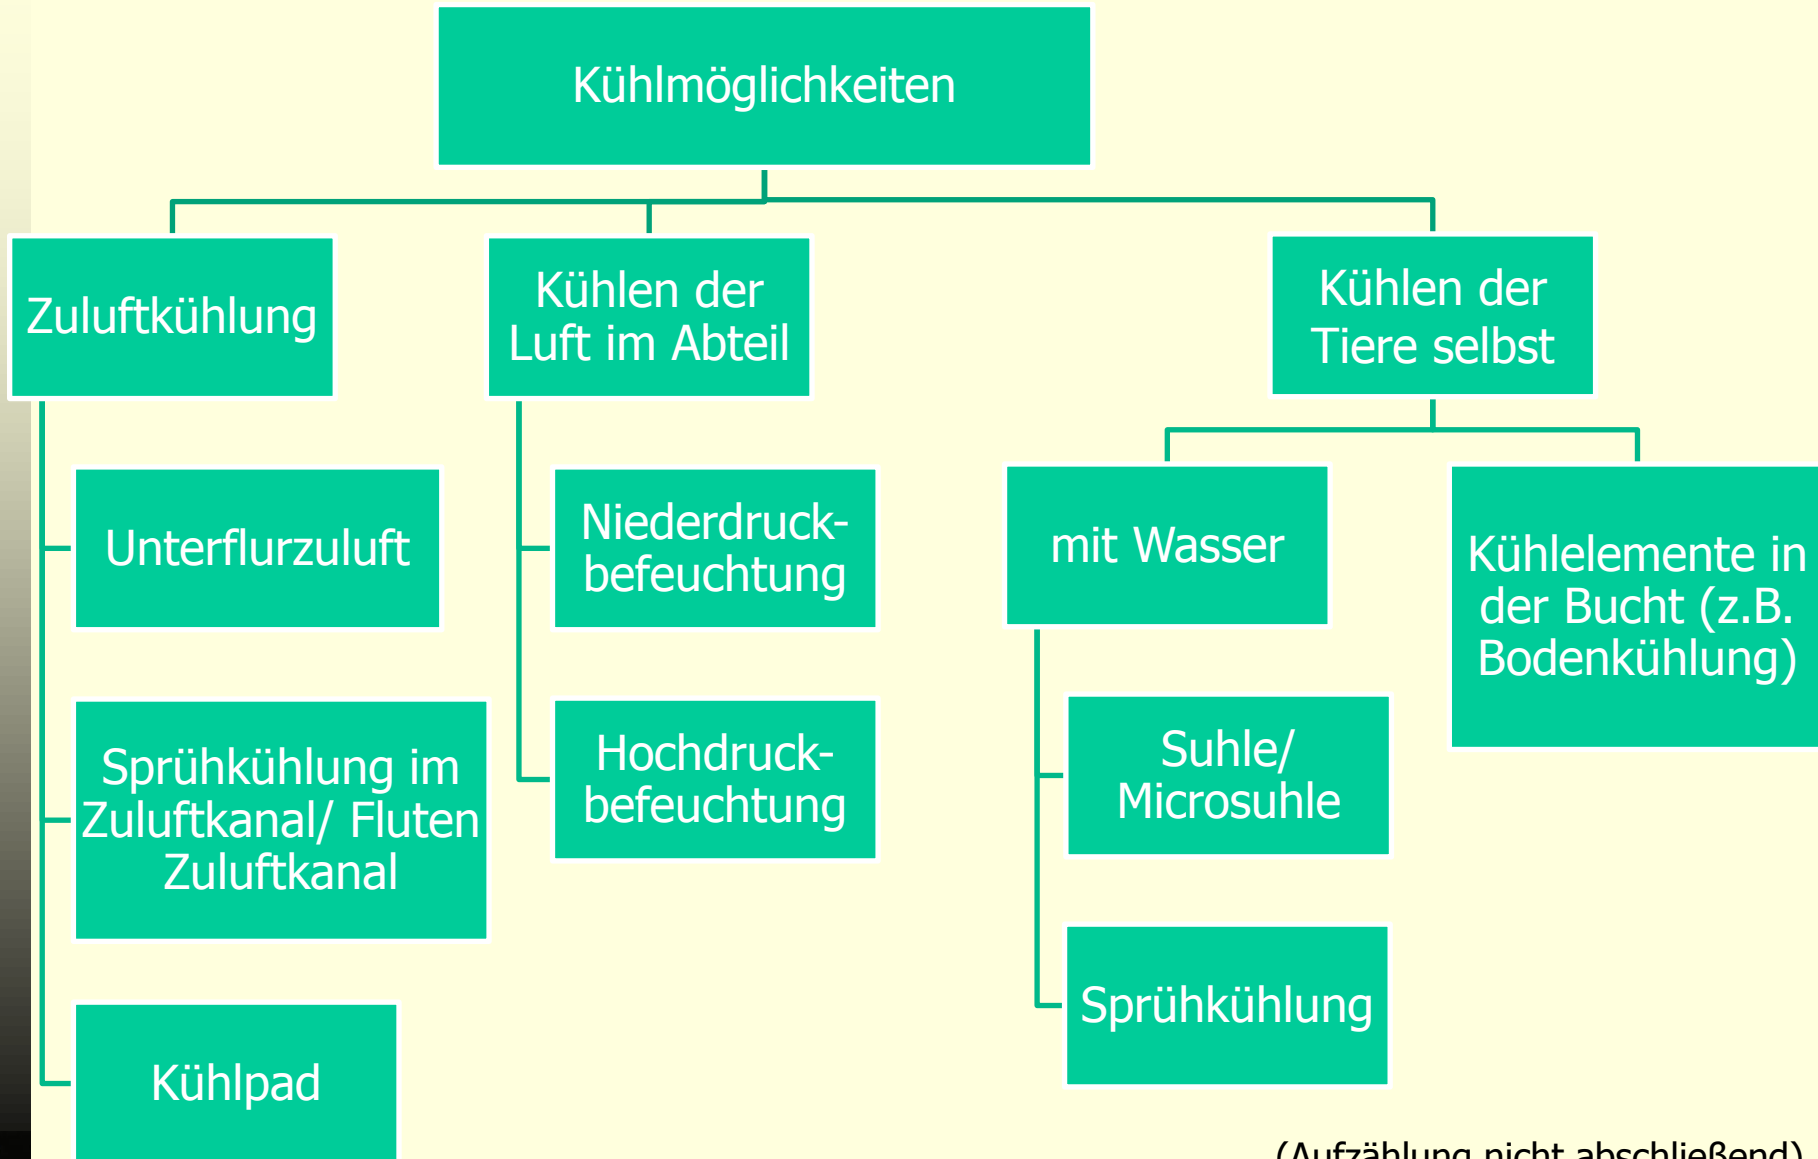 Kühlmöglichkeiten
Zuluftkühlung
Unterflurzuluft
Sprühkühlung im
Zuluftkanal/ Fluten
Zuluftkanal
Kühlpad
Kühlen der
Luft im Abteil
Niederdruck-
befeuchtung
Hochdruck-
befeuchtung
Kühlen der
Tiere selbst
mit Wasser
Suhle/
Microsuhle
Sprühkühlung
Kühlelemente in
der Bucht (z.B.
Bodenkühlung)
(Aufzählung nicht abschließend)